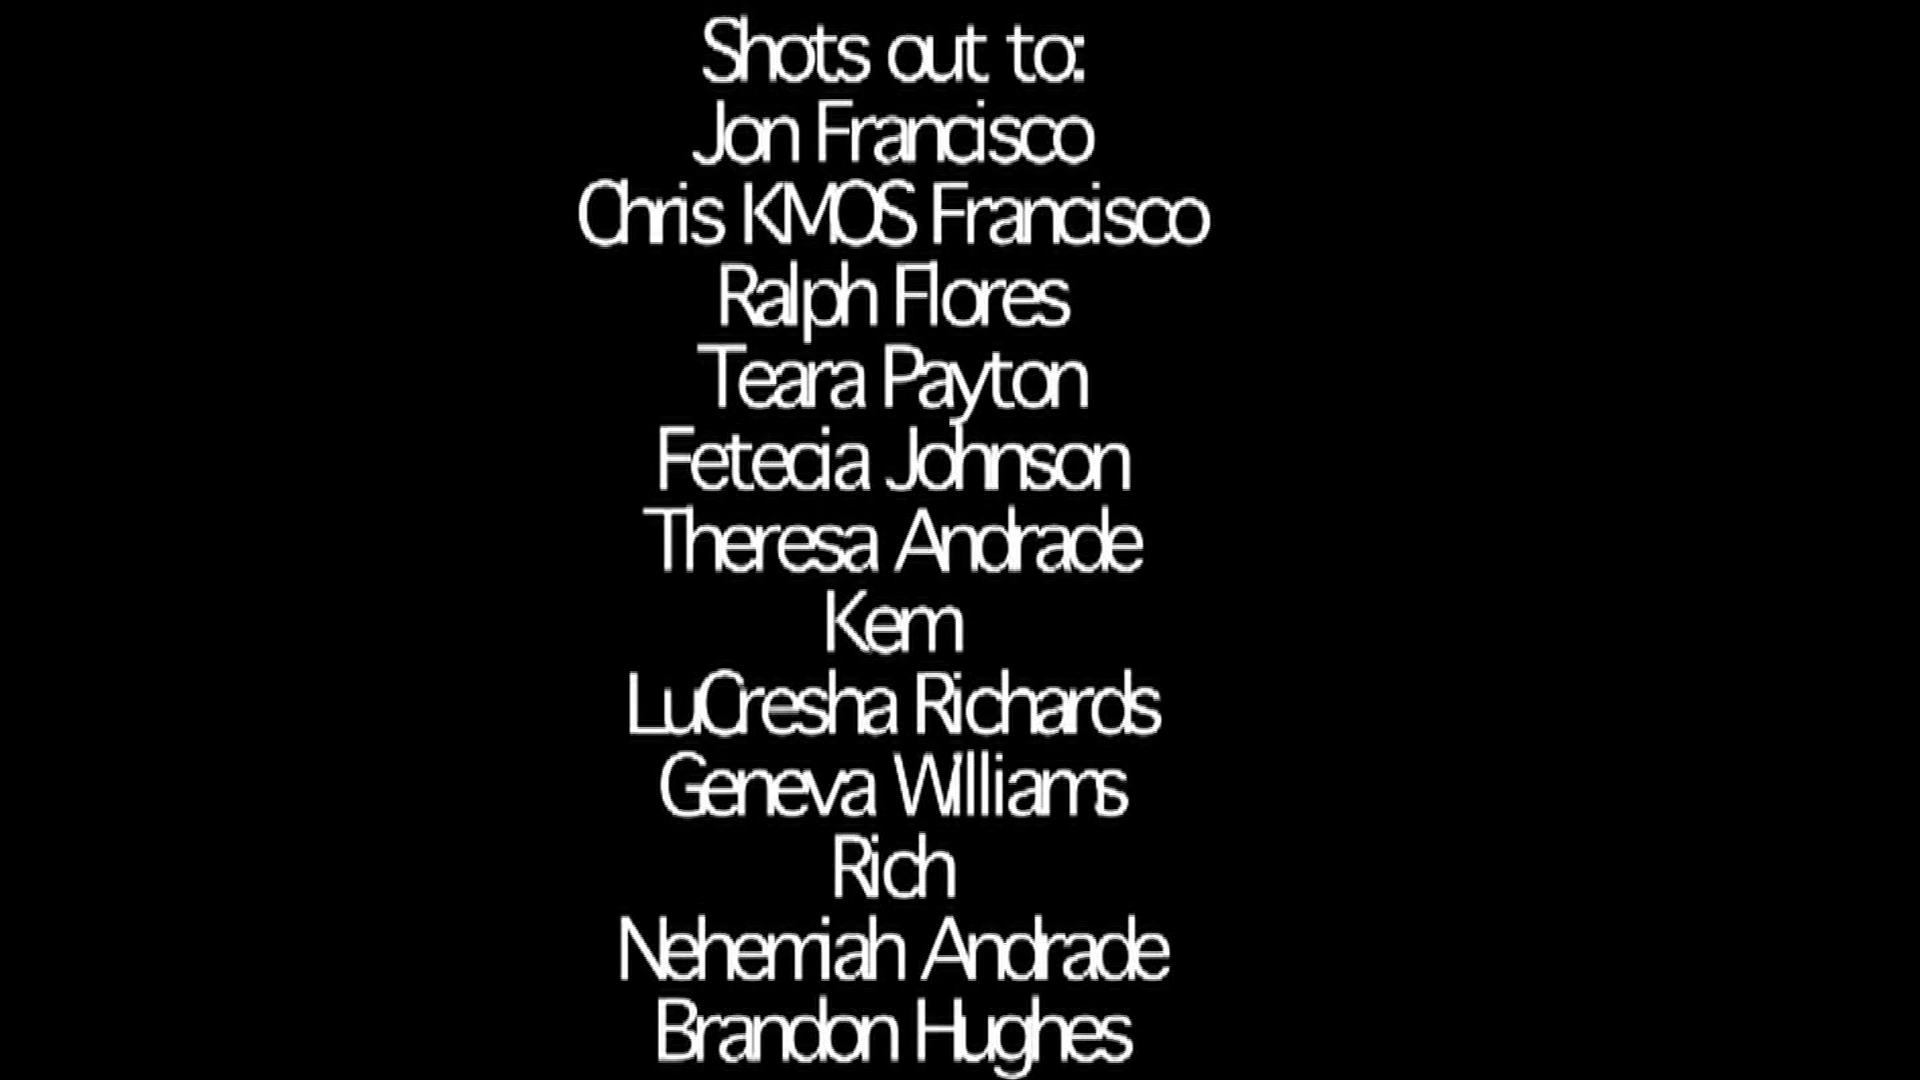 Shots out to:
Jon Francisco
Chris KMOS Francisco
Ralph Flores
Teara Payton
Fetecia Johnson
Theresa Andrade
Kem
LuCresha Richards
Geneva Williams
Rich
Nehemiah Andrade
Brandon Hughes